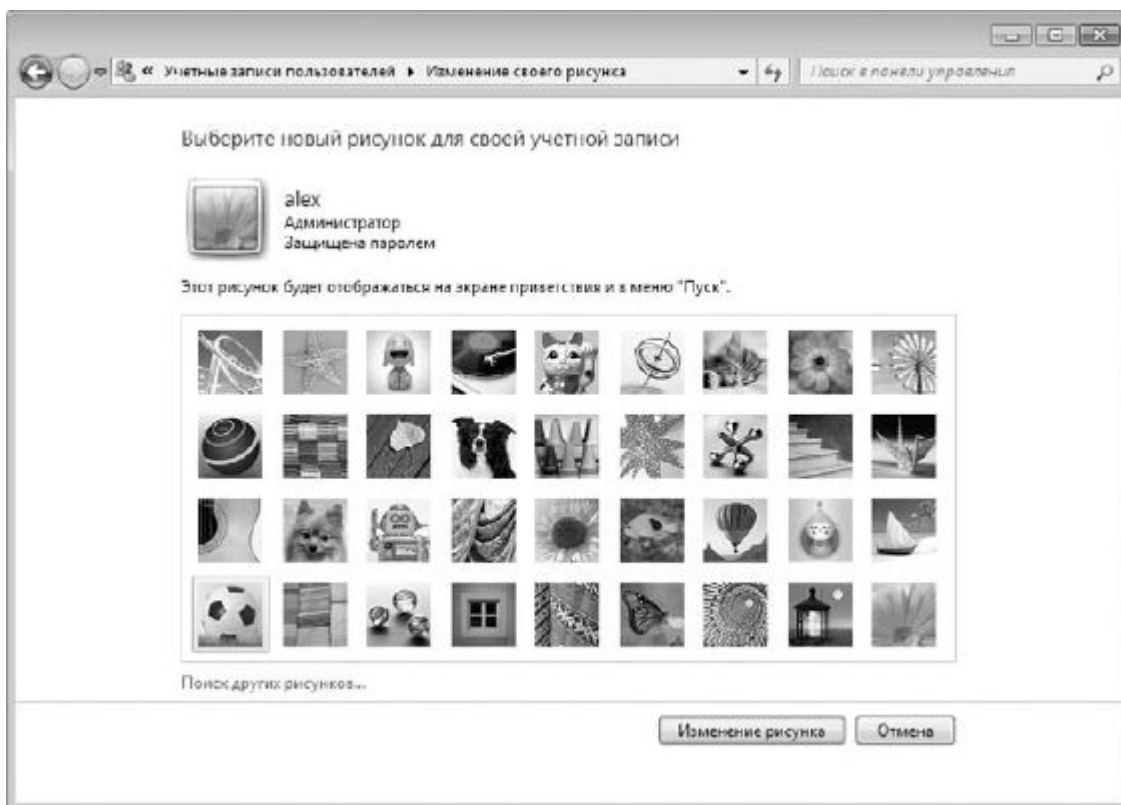 « Учетные записи пользователей ▸ Изменение своего рисунка
Поиск в панели управления
Выберите новый рисунок для своей учетной записи
alex
Администратор
Защищена паролем
Этот рисунок будет отображаться на экране приветствия и в меню "Пуск".
Поиск других рисунков...
Изменение рисунка
Отмена